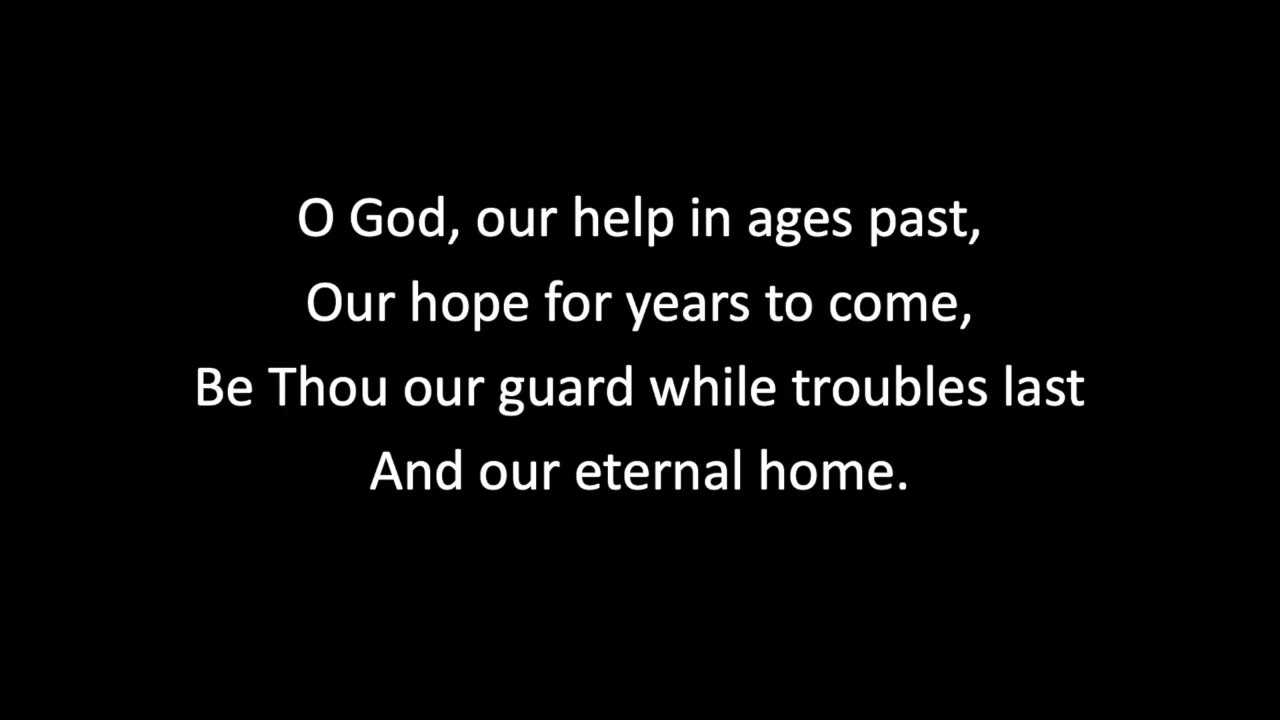 O God, our help in ages past,
Our hope for years to come,
Be Thou our guard while troubles last
And our eternal home.